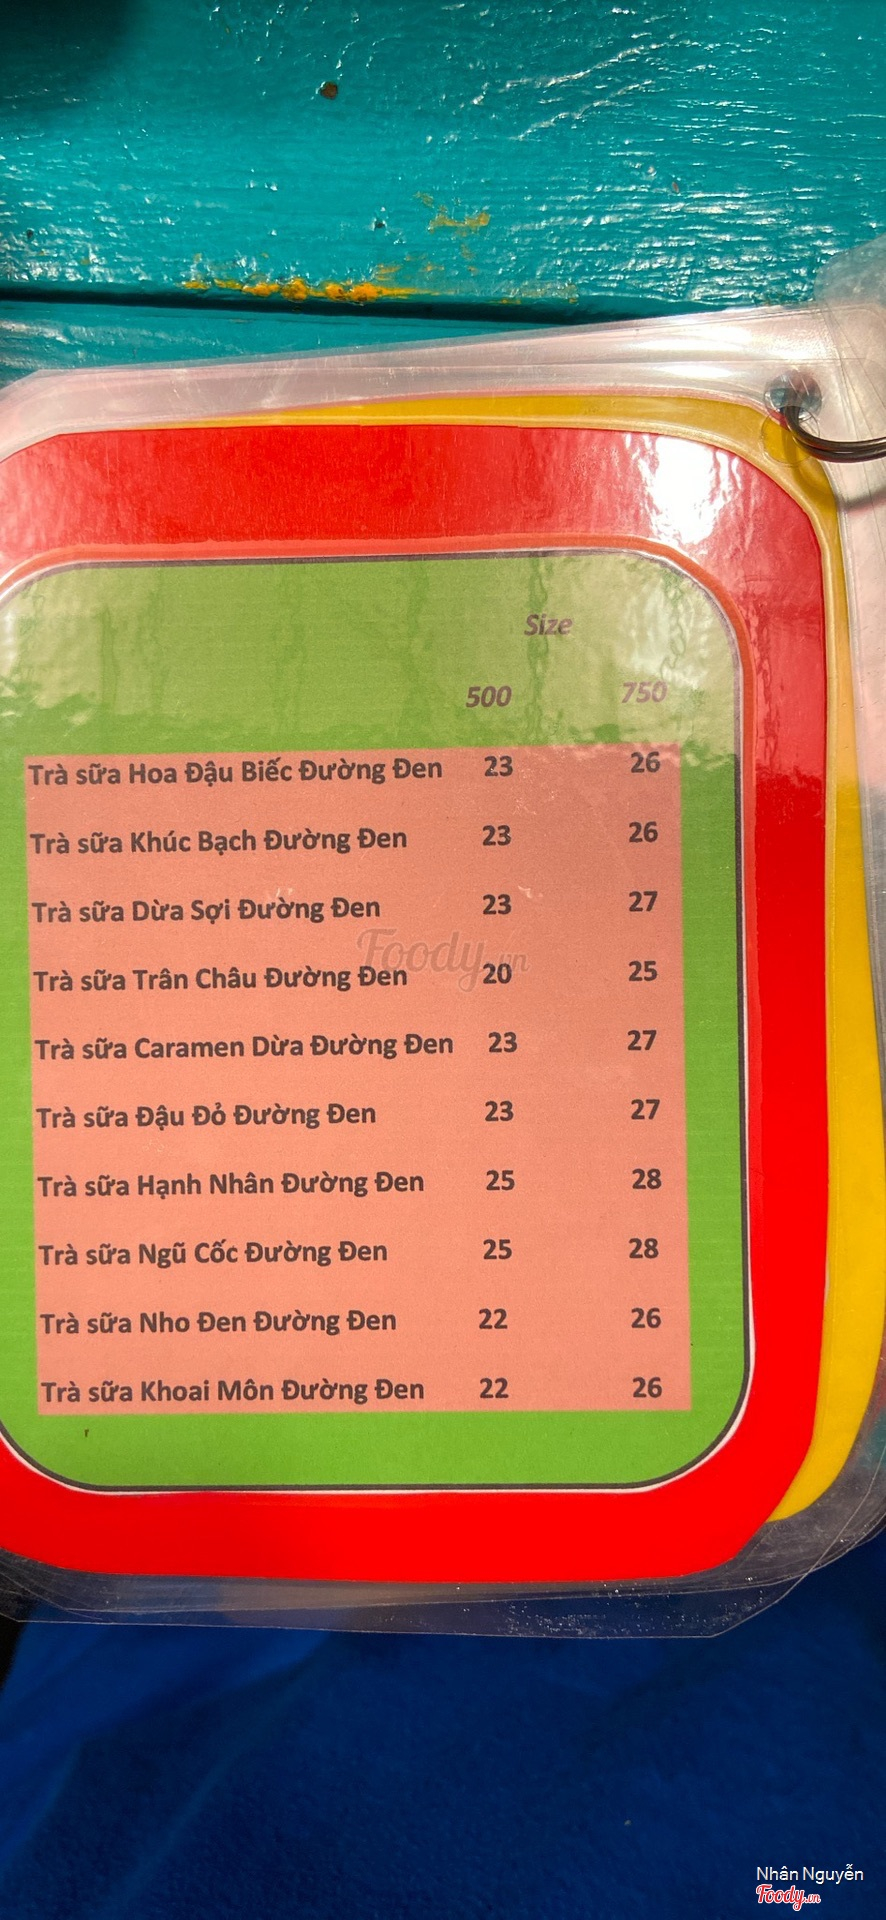 Size
500 750
Trà sữa Hoa Đậu Biếc Đường Đen 23 26
Trà sữa Khúc Bạch Đường Đen 23 26
Trà sữa Dừa Sợi Đường Đen 23 27
Foody.vn
Trà sữa Trân Châu Đường Đen 20 25
Trà sữa Caramen Dừa Đường Đen 23 27
Trà sữa Đậu Đỏ Đường Đen 23 27
Trà sữa Hạnh Nhân Đường Đen 25 28
Trà sữa Ngũ Cốc Đường Đen 25 28
Trà sữa Nho Đen Đường Đen 22 26
Trà sữa Khoai Môn Đường Đen 22 26
Nhân Nguyễn
Foody.vn